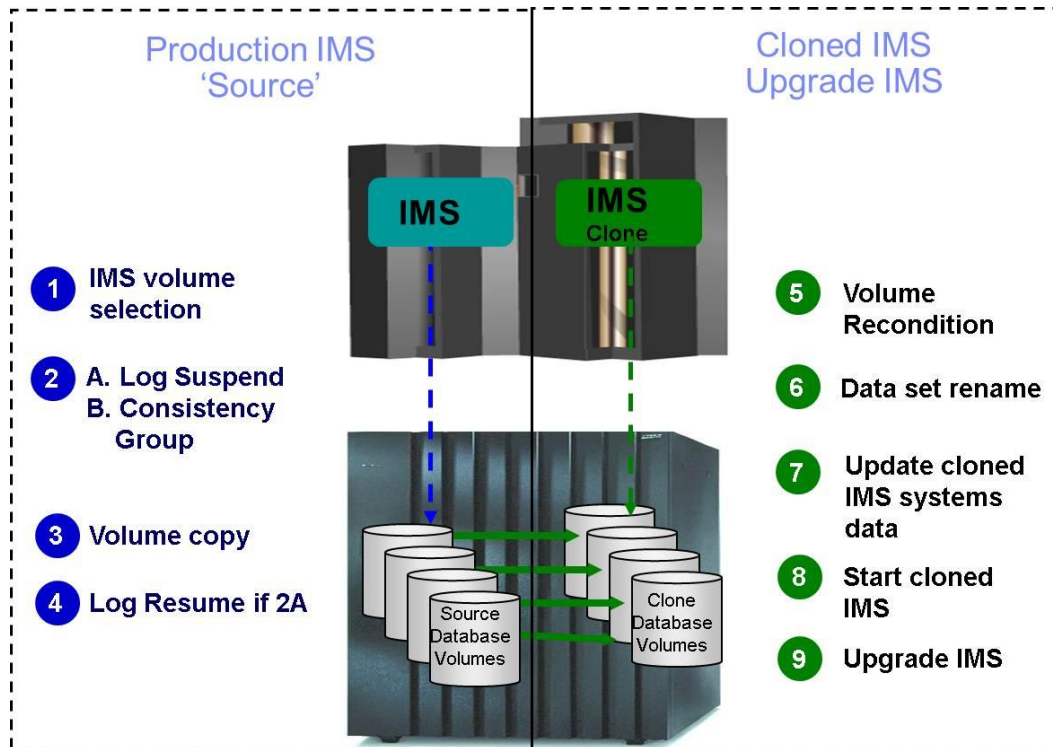 Production IMS
‘Source’
Cloned IMS
Upgrade IMS
IMS
IMS
Clone
1 IMS volume
selection
2 A. Log Suspend
B. Consistency
Group
3 Volume copy
4 Log Resume if 2A
Source
Database
Volumes
Clone
Database
Volumes
5 Volume
Recondition
6 Data set rename
7 Update cloned
IMS systems
data
8 Start cloned
IMS
9 Upgrade IMS